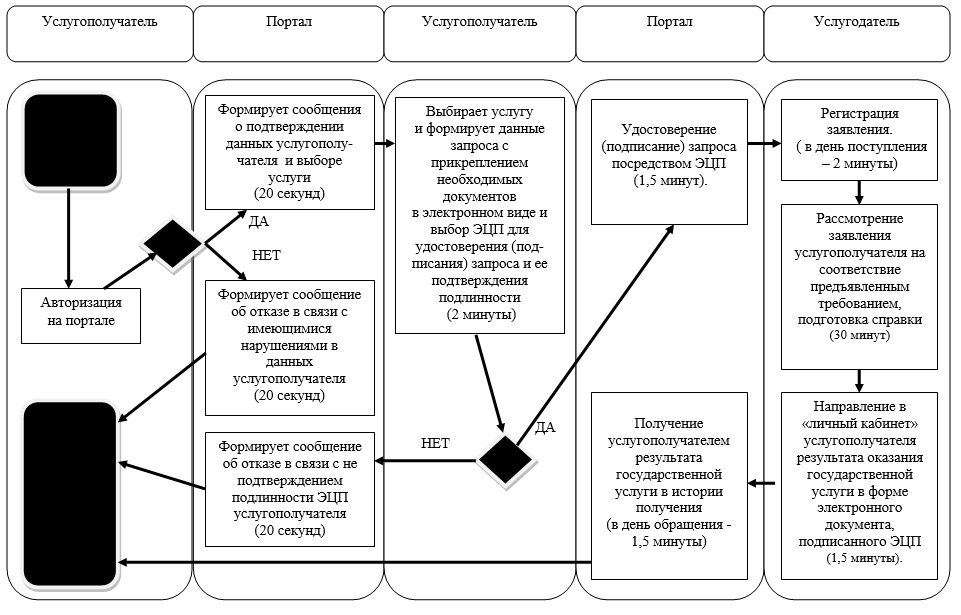 Услугополучатель
Портал
Услугополучатель
Портал
Услугодатель
Авторизация
на портале
ДА
НЕТ
Формирует сообщения
о подтверждении
данных услугополу-
чателя и выборе
услуги
(20 секунд)
Формирует сообщение
об отказе в связи с
имеющимися
нарушениями в
данных
услугополучателя
(20 секунд)
Формирует сообщение
об отказе в связи с не
подтверждением
подлинности ЭЦП
услугополучателя
(20 секунд)
Выбирает услугу
и формирует данные
запроса с
прикреплением
необходимых
документов
в электронном виде и
выбор ЭЦП для
удостоверения (под-
писания) запроса и ее
подтверждения
подлинности
(2 минуты)
НЕТ
ДА
Удостоверение
(подписание) запроса
посредством ЭЦП
(1,5 минут).
Получение
услугополучателем
результата
государственной
услуги в истории
получения
(в день обращения -
1,5 минуты)
Регистрация
заявления.
( в день поступления
– 2 минуты)
Рассмотрение
заявления
услугополучателя на
соответствие
предъявленным
требованием,
подготовка справки
(30 минут)
Направление в
«личный кабинет»
услугополучателя
результата оказания
государственной
услуги в форме
электронного
документа,
подписанного ЭЦП
(1,5 минуты).